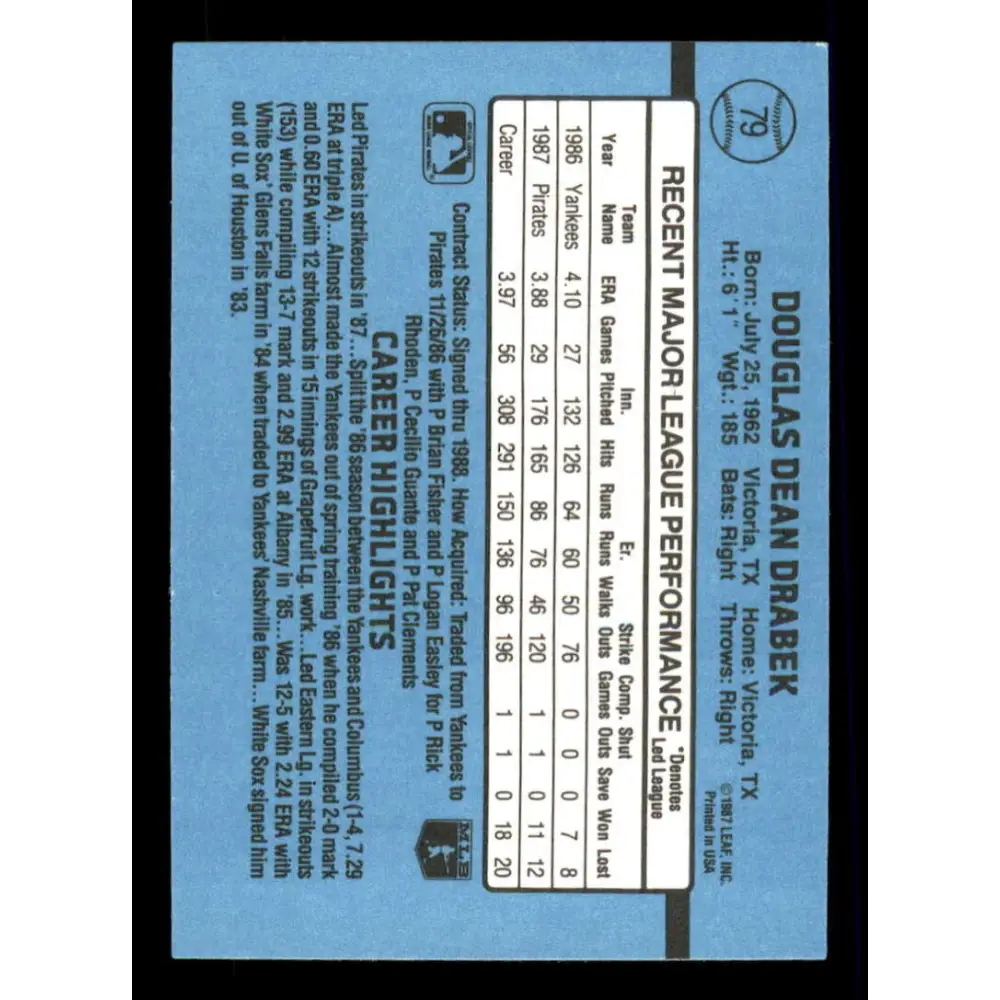 79
DOUGLAS DEAN DRABEK
Born: July 25, 1962 Victoria, TX Home: Victoria, TX
Ht.: 6'1" Wgt.: 185 Bats: Right Throws: Right
©1987 LEAF, INC.
Printed in USA
RECENT MAJOR LEAGUE PERFORMANCE
*Denotes
Led League
Team Inn. Er. Strike Comp. Shut
Year Name ERA Games Pitched Hits Runs Runs Walks Outs Games Outs Save Won Lost
1986 Yankees 4.10 27 132 126 64 60 50 76 0 0 0 7 8
1987 Pirates 3.88 29 176 165 86 76 46 120 1 1 0 11 12
Career 3.97 56 308 291 150 136 96 196 1 1 0 18 20
Contract Status: Signed thru 1988. How Acquired: Traded from Yankees to
Pirates 11/26/86 with P Brian Fisher and P Logan Easley for P Rick
Rhoden, P Cecilio Guante and P Pat Clements
MLB
CAREER HIGHLIGHTS
Led Pirates in strikeouts in '87...Split the '86 season between the Yankees and Columbus (1-4, 7.29
ERA at triple A)...Almost made the Yankees out of spring training '86 when he compiled 2-0 mark
and 0.60 ERA with 12 strikeouts in 15 innings of Grapefruit Lg. work...Led Eastern Lg. in strikeouts
(153) while compiling 13-7 mark and 2.99 ERA at Albany in '85...Was 12-5 with 2.24 ERA with
White Sox' Glens Falls farm in '84 when traded to Yankees' Nashville farm...White Sox signed him
out of U. of Houston in '83.